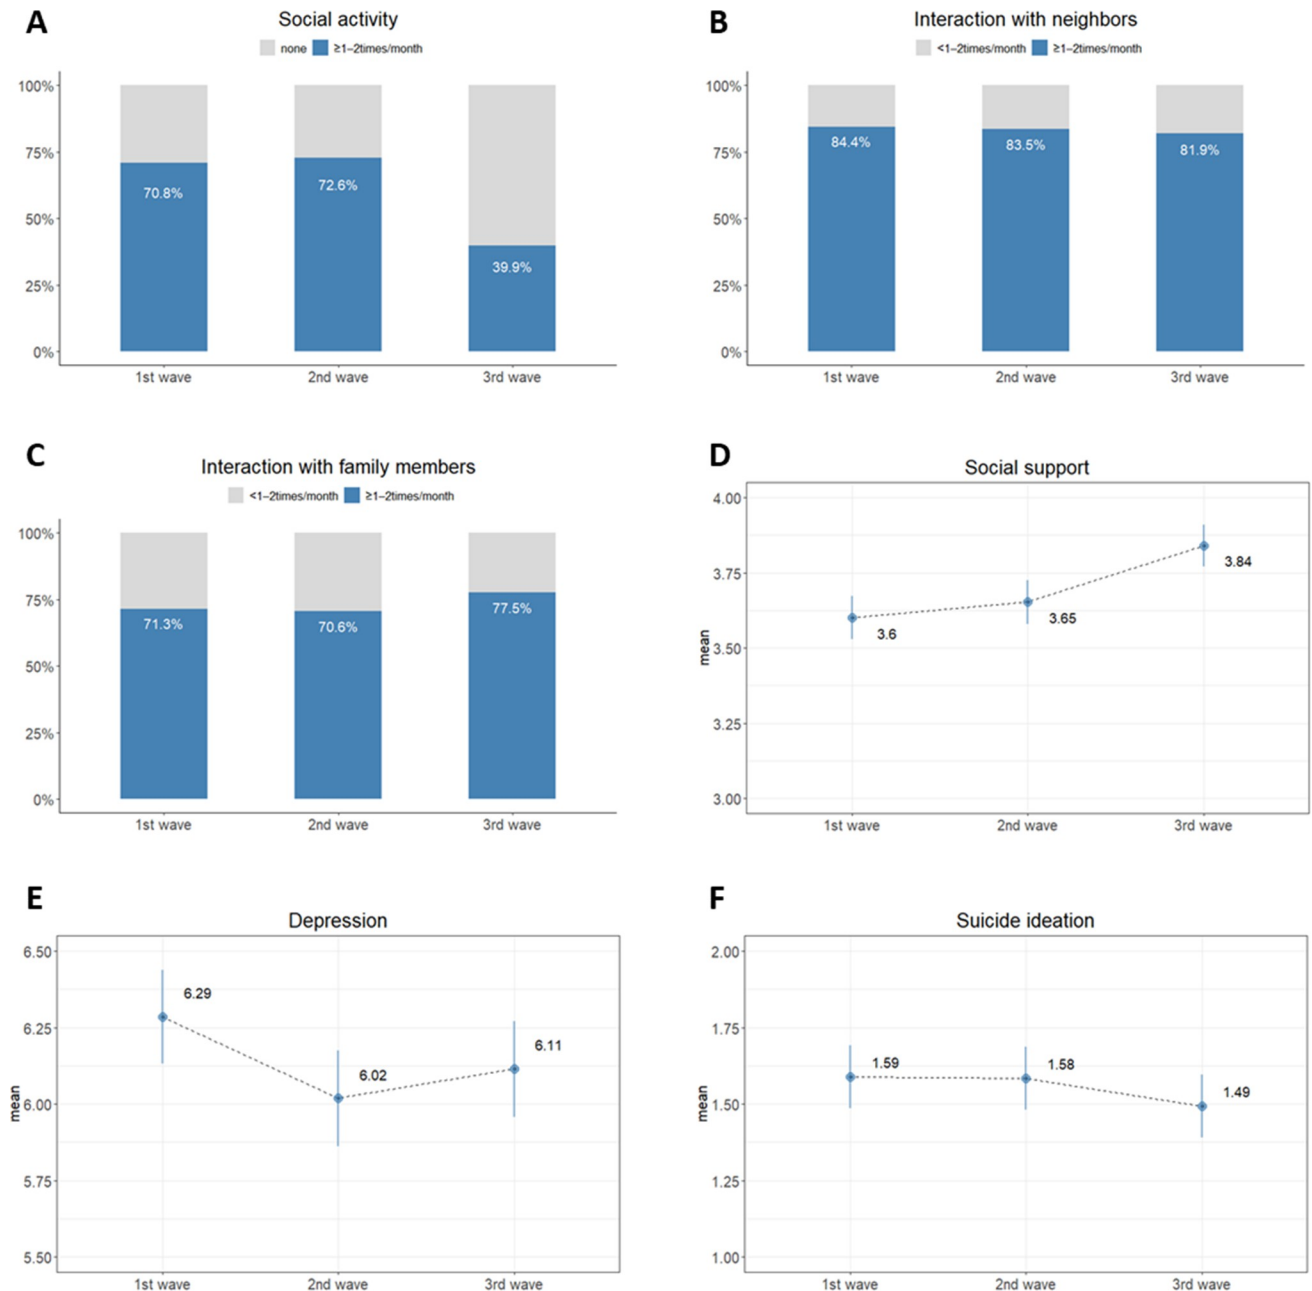 A
Social activity
none ≥1–2times/month
100%
75%
50%
25%
0%
70.8%
72.6%
39.9%
1st wave 2nd wave 3rd wave
B
Interaction with neighbors
<1–2times/month ≥1–2times/month
100%
75%
50%
25%
0%
84.4%
83.5%
81.9%
1st wave 2nd wave 3rd wave
C
Interaction with family members
<1–2times/month ≥1–2times/month
100%
75%
50%
25%
0%
71.3%
70.6%
77.5%
1st wave 2nd wave 3rd wave
D
Social support
mean
4.00
3.75
3.50
3.25
3.00
3.6
3.65
3.84
1st wave 2nd wave 3rd wave
E
Depression
mean
6.50
6.25
6.00
5.75
5.50
6.29
6.02
6.11
1st wave 2nd wave 3rd wave
F
Suicide ideation
mean
2.00
1.75
1.50
1.25
1.00
1.59
1.58
1.49
1st wave 2nd wave 3rd wave